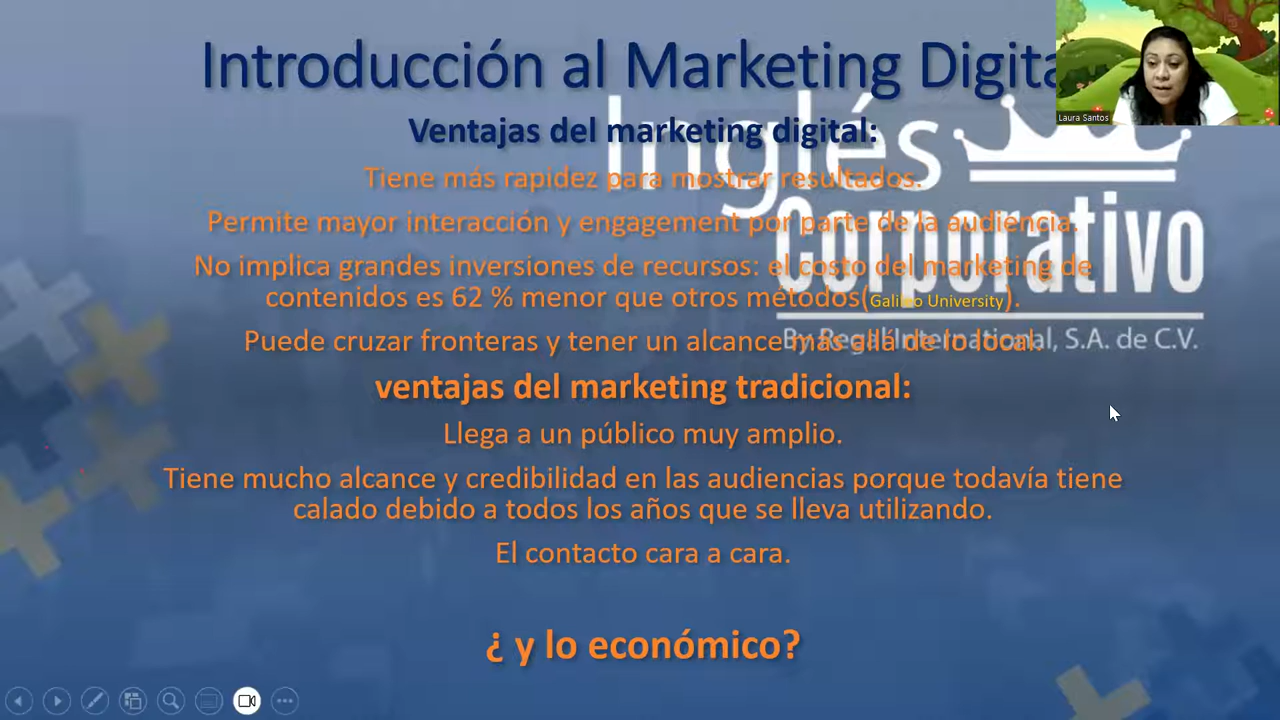 Introducción al Marketing Digita
Laura Santos
Ventajas del marketing digital:
Inglés
Corporativo
By Regal International, S.A. de C.V.
Tiene más rapidez para mostrar resultados.
Permite mayor interacción y engagement por parte de la audiencia.
No implica grandes inversiones de recursos: el costo del marketing de
contenidos es 62 % menor que otros métodos(Galileo University).
Puede cruzar fronteras y tener un alcance más allá de lo local.
ventajas del marketing tradicional:
Llega a un público muy amplio.
Tiene mucho alcance y credibilidad en las audiencias porque todavía tiene
calado debido a todos los años que se lleva utilizando.
El contacto cara a cara.
¿ y lo económico?